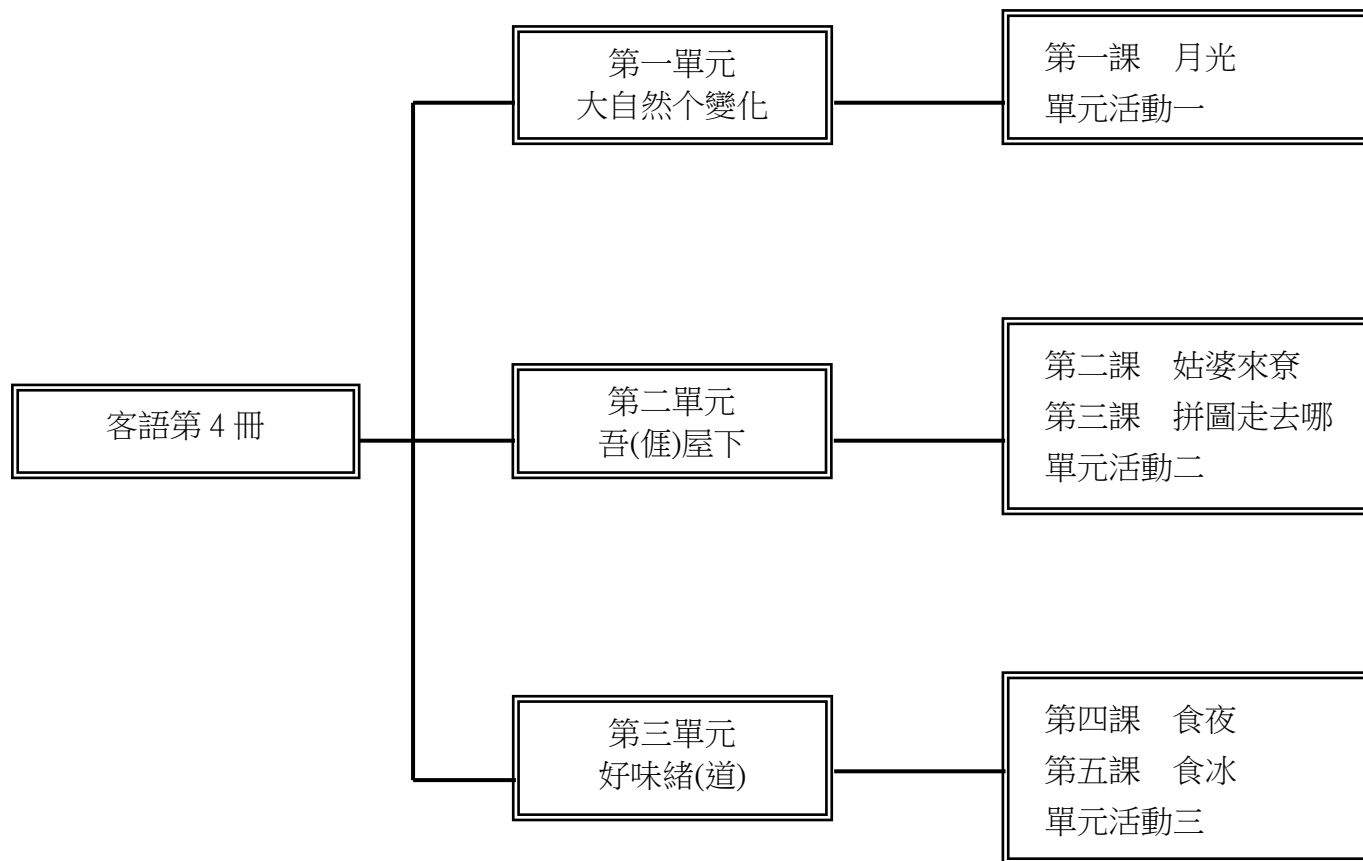 客語第 4 冊
第一單元
大自然个變化
第一課　月光
單元活動一
第二單元
吾(𠊎)屋下
第二課　姑婆來尞
第三課　拼圖走去哪
單元活動二
第三單元
好味緒(道)
第四課　食夜
第五課　食冰
單元活動三